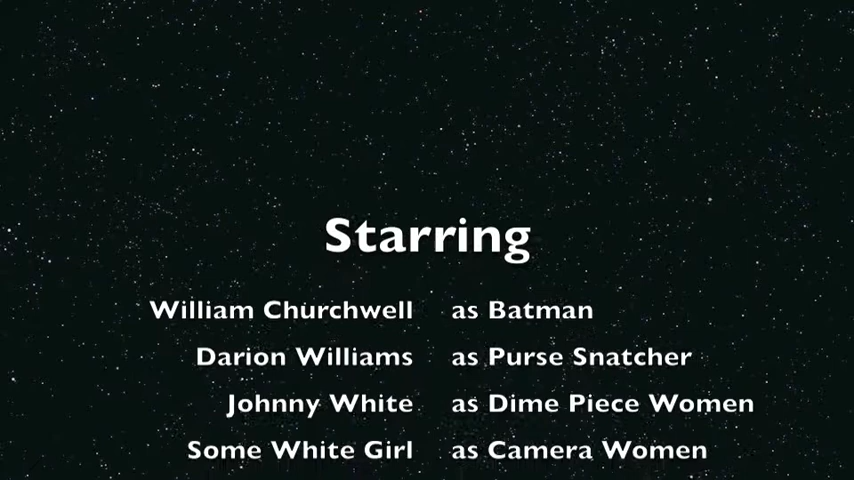 Starring
William Churchwell as Batman
Darion Williams as Purse Snatcher
Johnny White as Dime Piece Women
Some White Girl as Camera Women